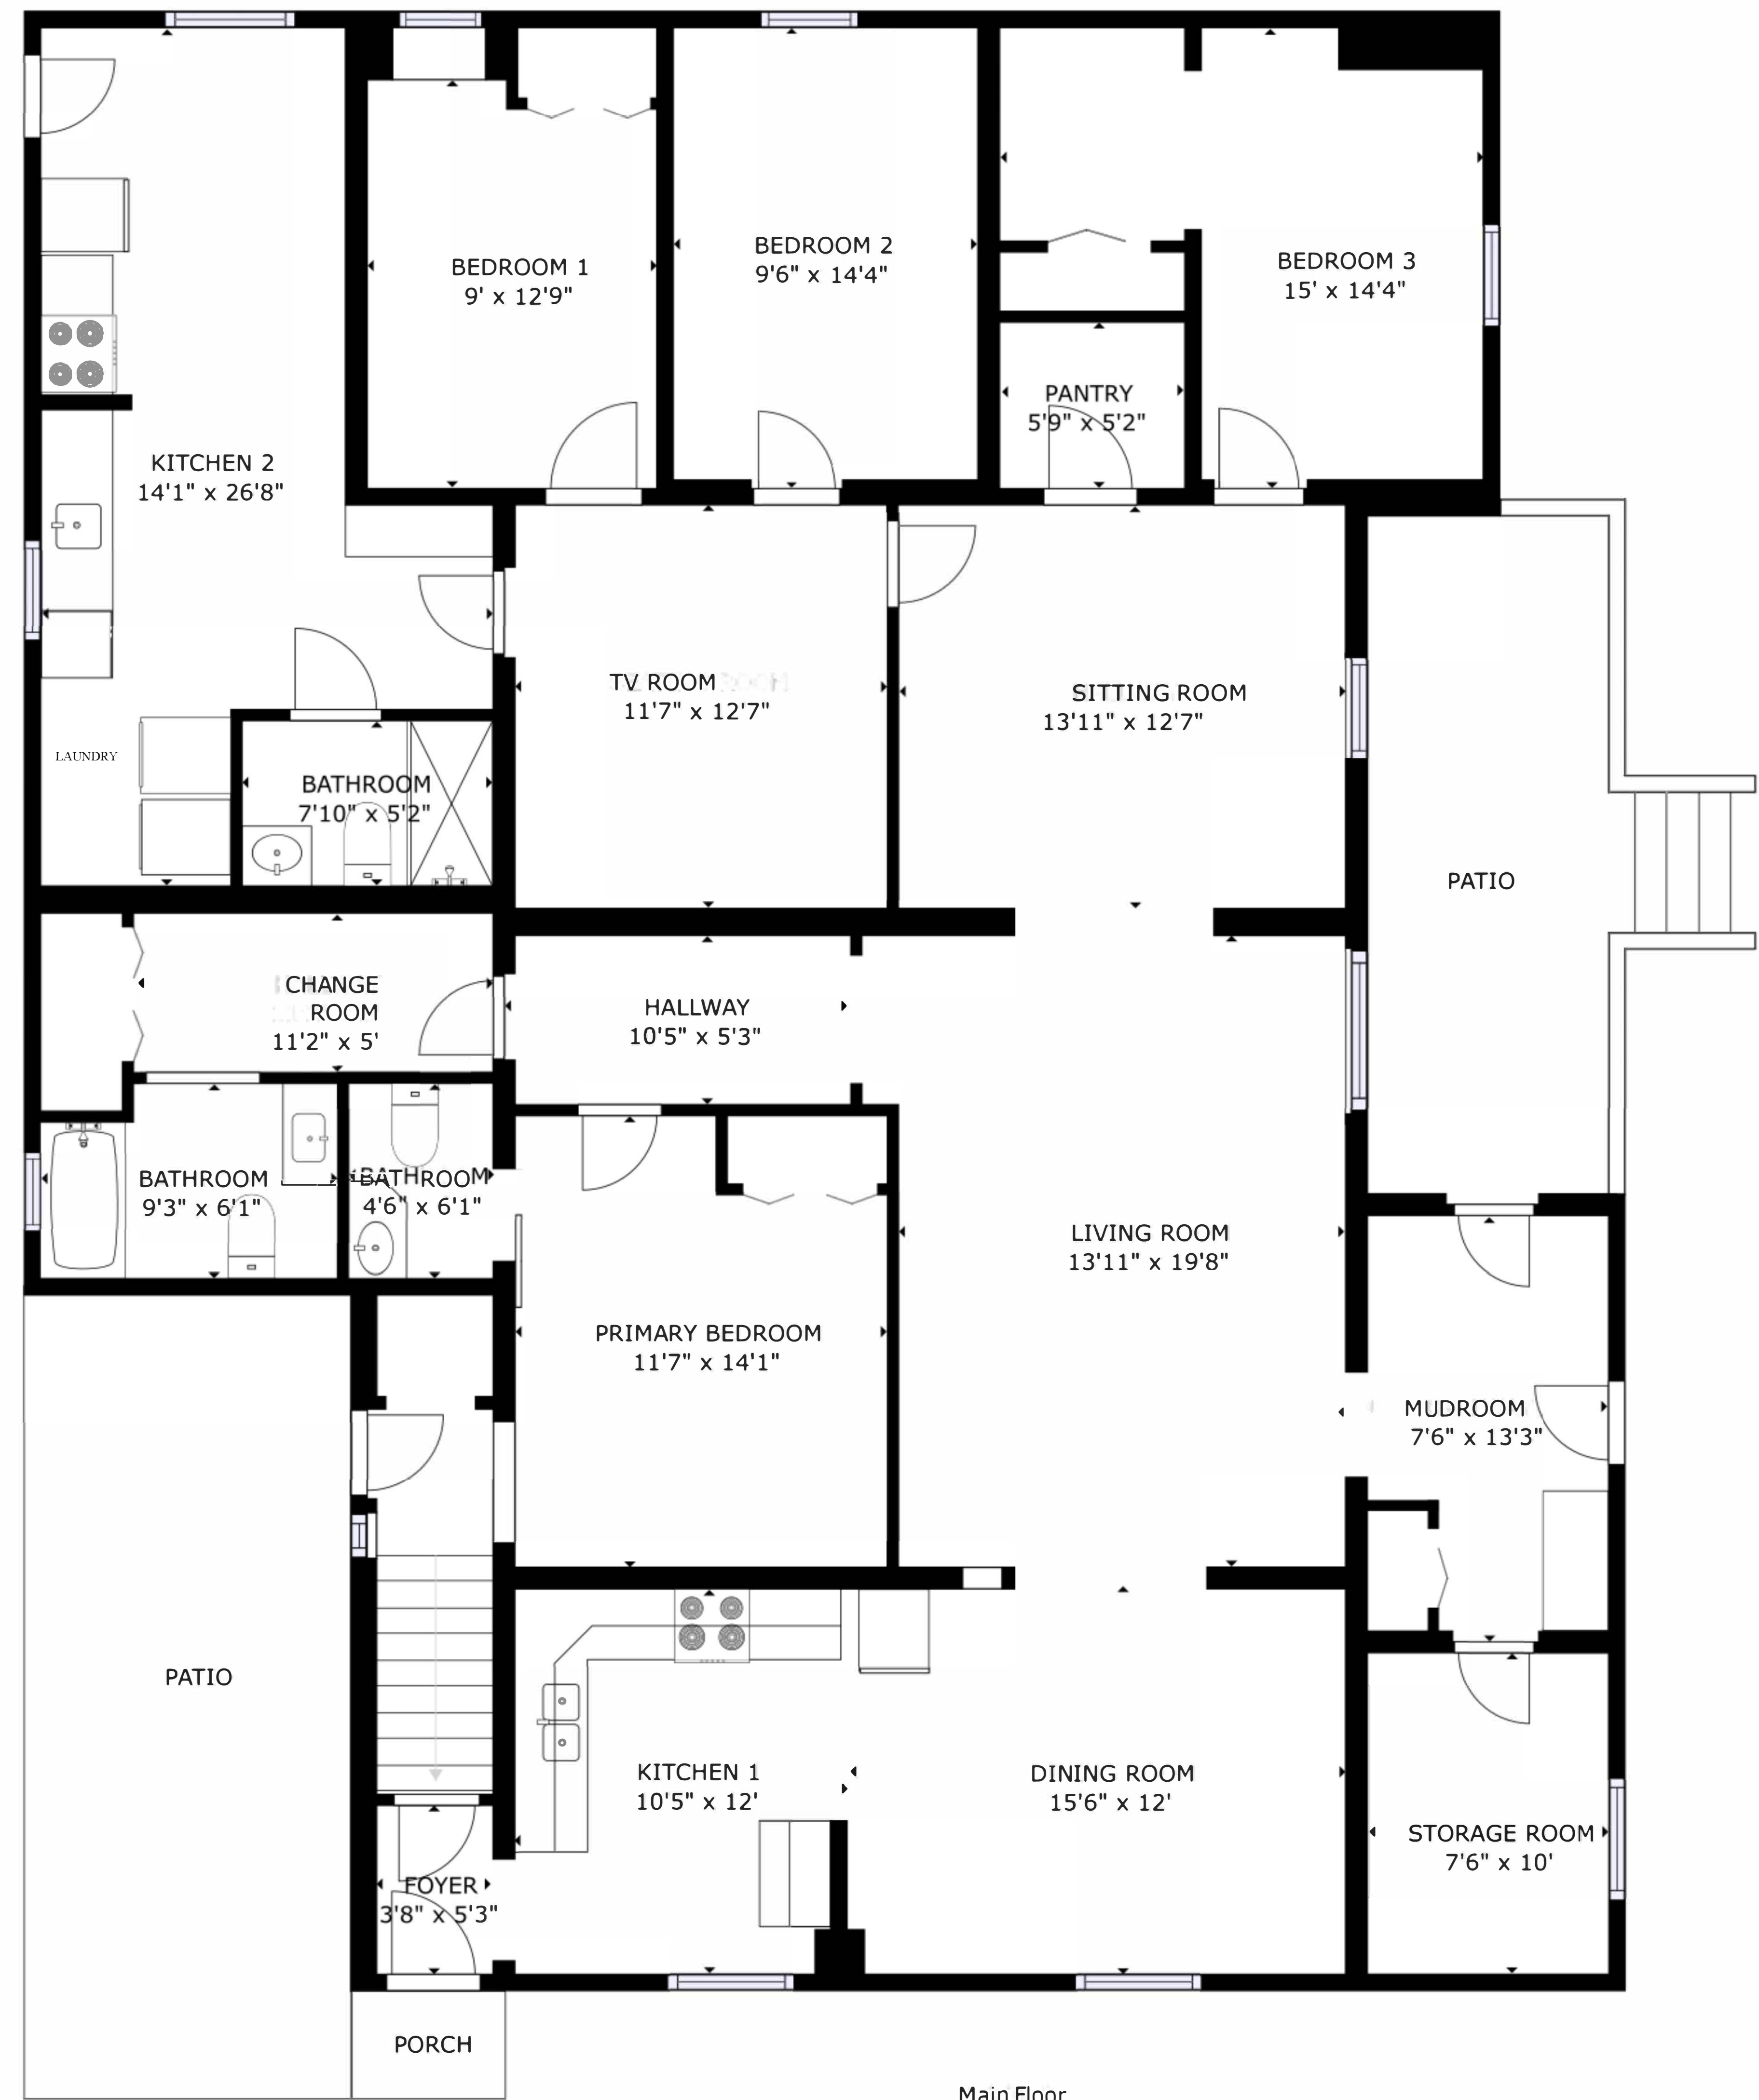 BEDROOM 1
9' x 12'9"
BEDROOM 2
9'6" x 14'4"
BEDROOM 3
15' x 14'4"
PANTRY
5'9" x 5'2"
KITCHEN 2
14'1" x 26'8"
TV ROOM
11'7" x 12'7"
SITTING ROOM
13'11" x 12'7"
LAUNDRY
BATHROOM
7'10" x 5'2"
PATIO
CHANGE
ROOM
11'2" x 5'
HALLWAY
10'5" x 5'3"
BATHROOM
9'3" x 6'1"
BATHROOM
4'6" x 6'1"
LIVING ROOM
13'11" x 19'8"
PRIMARY BEDROOM
11'7" x 14'1"
MUDROOM
7'6" x 13'3"
PATIO
KITCHEN 1
10'5" x 12'
DINING ROOM
15'6" x 12'
STORAGE ROOM
7'6" x 10'
FOYER
3'8" x 5'3"
PORCH
Main Floor